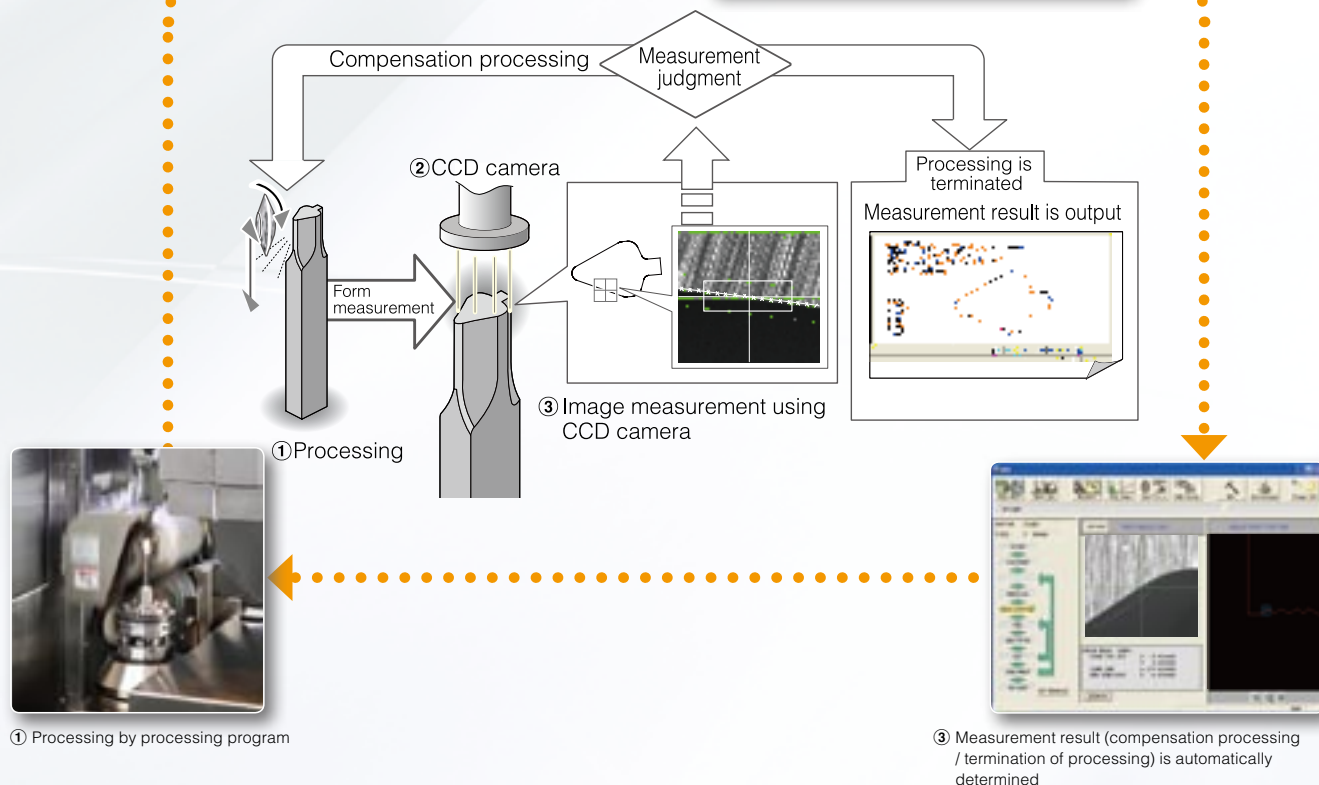 Compensation processing
Measurement
judgment
Processing is
terminated
Measurement result is output
②CCD camera
Form
measurement
③Image measurement using
CCD camera
①Processing
① Processing by processing program
③ Measurement result (compensation processing
/ termination of processing) is automatically
determined